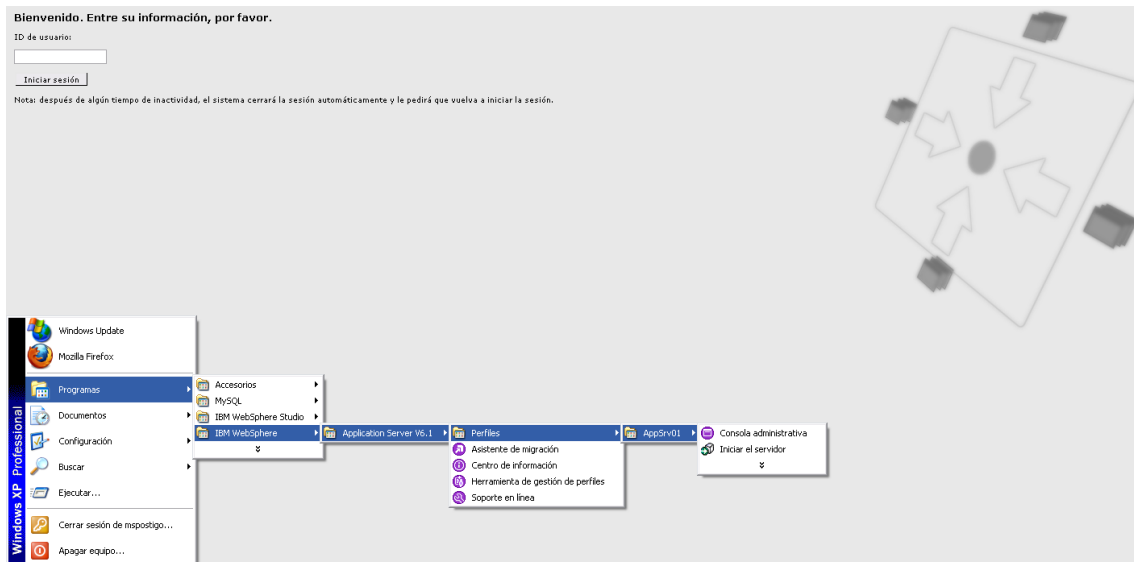 Bienvenido. Entre su información, por favor.
ID de usuario:
Iniciar sesión
Nota: después de algún tiempo de inactividad, el sistema cerrará la sesión automáticamente y le pedirá que vuelva a iniciar la sesión.
Windows XP Professional
Windows Update
Mozilla Firefox
Programas
Documentos
Configuración
Buscar
Ejecutar...
Cerrar sesión de mspostigo...
Apagar equipo...
Accesorios
MySQL
IBM WebSphere Studio
IBM WebSphere
Application Server V6.1
Perfiles
Asistente de migración
Centro de información
Herramienta de gestión de perfiles
Soporte en línea
AppSrv01
Consola administrativa
Iniciar el servidor